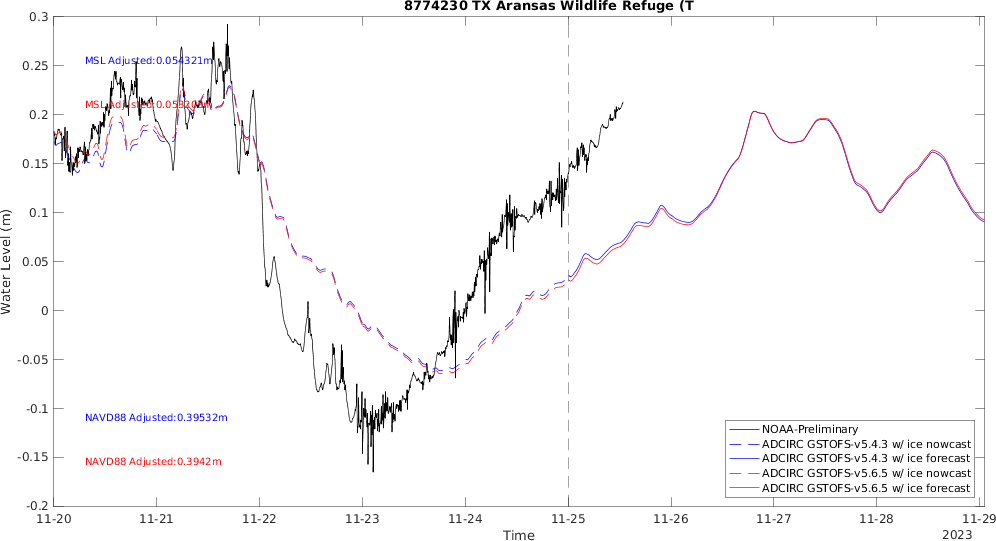 8774230 TX Aransas Wildlife Refuge (T
0.3
0.25
0.2
0.15
0.1
0.05
0
-0.05
-0.1
-0.15
-0.2
Water Level (m)
MSL Adjusted:0.054321m
MSL Adjusted:
NAVD88 Adjusted:0.39532m
NAVD88 Adjusted:0.3942m
NOAA-Preliminary
ADCIRC GSTOFS-v5.4.3 w/ ice nowcast
ADCIRC GSTOFS-v5.4.3 w/ ice forecast
ADCIRC GSTOFS-v5.6.5 w/ ice nowcast
ADCIRC GSTOFS-v5.6.5 w/ ice forecast
11-20 11-21 11-22 11-23 11-24 11-25 11-26 11-27 11-28 11-29
Time
2023